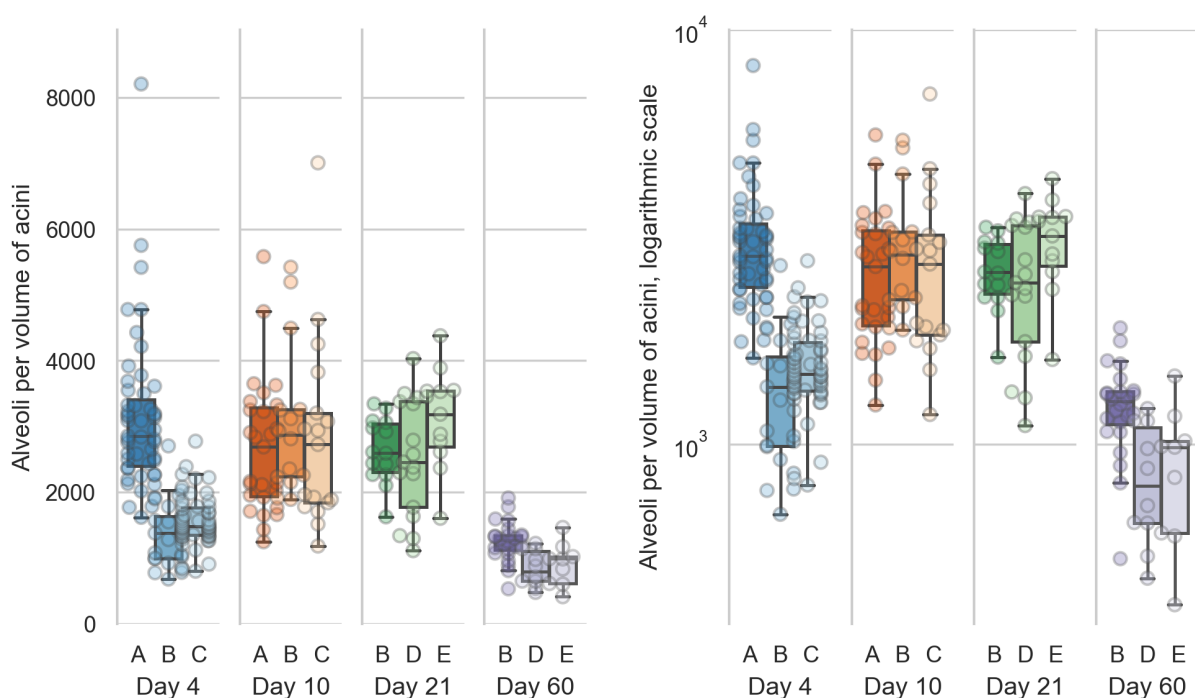 Alveoli per volume of acini
8000
6000
4000
2000
0
A B C
A B C
B D E
B D E
Day 4
Day 10
Day 21
Day 60
Alveoli per volume of acini, logarithmic scale
10^4
10^3
A B C
A B C
B D E
B D E
Day 4
Day 10
Day 21
Day 60